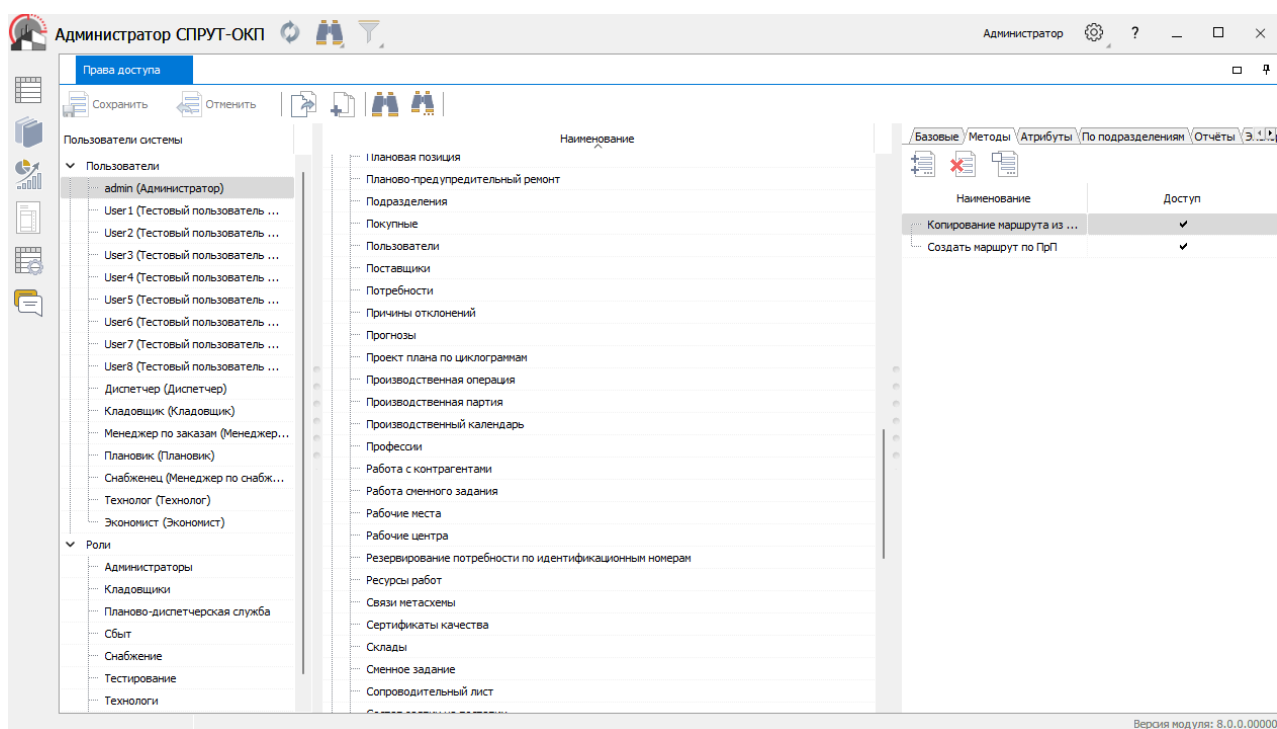 Администратор СПРУТ-ОКП
Администратор
?
Права доступа
Сохранить
Отменить
Пользователи системы
Пользователи
admin (Администратор)
User1 (Тестовый пользователь ...
User2 (Тестовый пользователь ...
User3 (Тестовый пользователь ...
User4 (Тестовый пользователь ...
User5 (Тестовый пользователь ...
User6 (Тестовый пользователь ...
User7 (Тестовый пользователь ...
User8 (Тестовый пользователь ...
Диспетчер (Диспетчер)
Кладовщик (Кладовщик)
Менеджер по заказам (Менеджер...
Плановик (Плановик)
Снабженец (Менеджер по снабж...
Технолог (Технолог)
Экономист (Экономист)
Роли
Администраторы
Кладовщики
Планово-диспетчерская служба
Сбыт
Снабжение
Тестирование
Технологи
Наименование
Плановая позиция
Планово-предупредительный ремонт
Подразделения
Покупные
Пользователи
Поставщики
Потребности
Причины отклонений
Прогнозы
Проект плана по циклограммам
Производственная операция
Производственная партия
Производственный календарь
Профессии
Работа с контрагентами
Работа сменного задания
Рабочие места
Рабочие центра
Резервирование потребности по идентификационным номерам
Ресурсы работ
Связи метасхемы
Сертификаты качества
Склады
Сменное задание
Сопроводительный лист
Базовые Методы Атрибуты По подразделениям Отчёты
Наименование Доступ
Копирование маршрута из ...
Создать маршрут по ПрП
Версия модуля: 8.0.0.00000